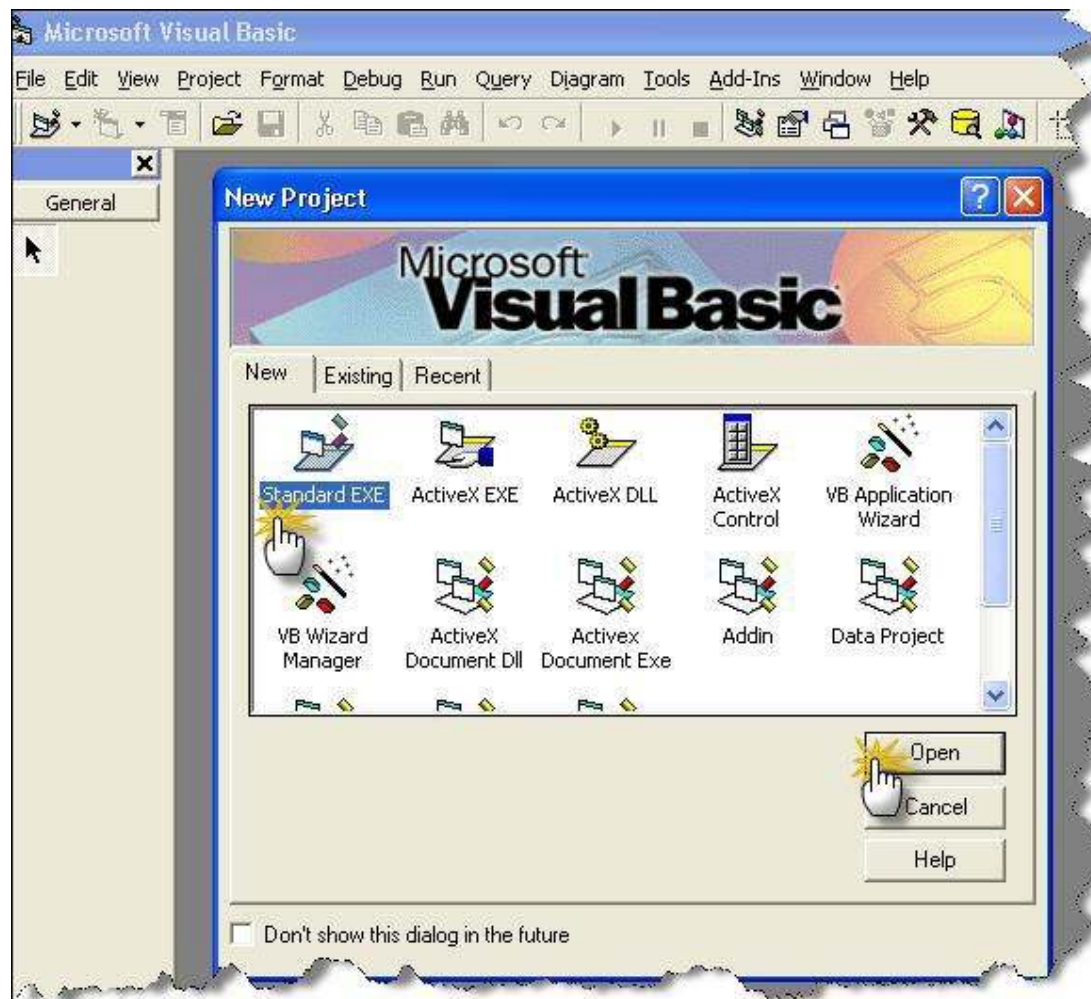 Microsoft Visual Basic
File Edit View Project Format Debug Run Query Diagram Tools Add-Ins Window Help
General
New Project
Microsoft
Visual Basic
New Existing Recent
Standard EXE ActiveX EXE ActiveX DLL ActiveX Control VB Application Wizard
VB Wizard Manager ActiveX Document Dll Activex Document Exe Addin Data Project
Open
Cancel
Help
Don't show this dialog in the future